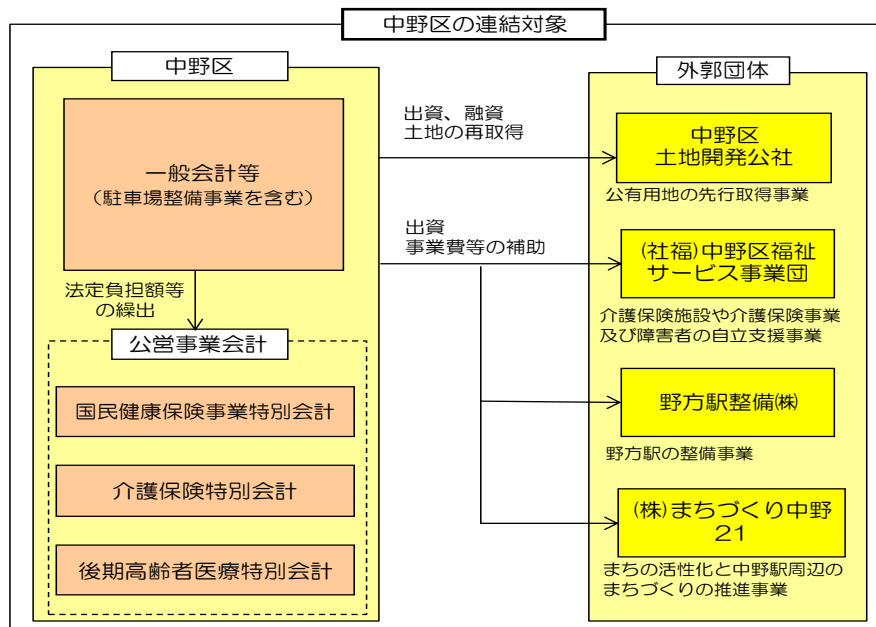 中野区の連結対象
中野区
一般会計等
（駐車場整備事業を含む）
法定負担額等
の繰出
公営事業会計
国民健康保険事業特別会計
介護保険特別会計
後期高齢者医療特別会計
出資、融資
土地の再取得
出資
事業費等の補助
外郭団体
中野区
土地開発公社
公有用地の先行取得事業
(社福)中野区福祉
サービス事業団
介護保険施設や介護保険事業
及び障害者の自立支援事業
野方駅整備㈱
野方駅の整備事業
(株)まちづくり中野
21
まちの活性化と中野駅周辺の
まちづくりの推進事業